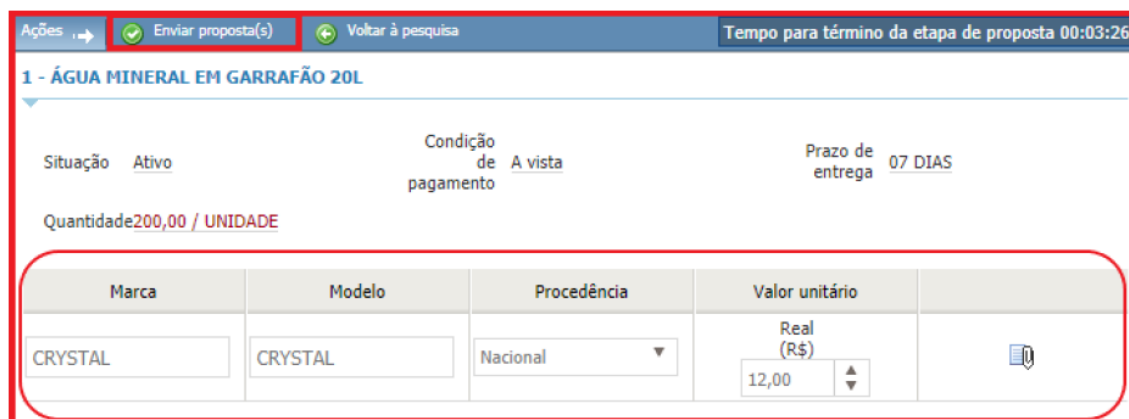 Ações Enviar proposta(s) Voltar à pesquisa Tempo para término da etapa de proposta 00:03:26
1 - ÁGUA MINERAL EM GARRAFÃO 20L
Situação Ativo
Condição
de
pagamento
A vista
Prazo de
entrega
07 DIAS
Quantidade200,00 / UNIDADE
Marca Modelo Procedência Valor unitário
CRYSTAL CRYSTAL Nacional
Real
(R$)
12,00